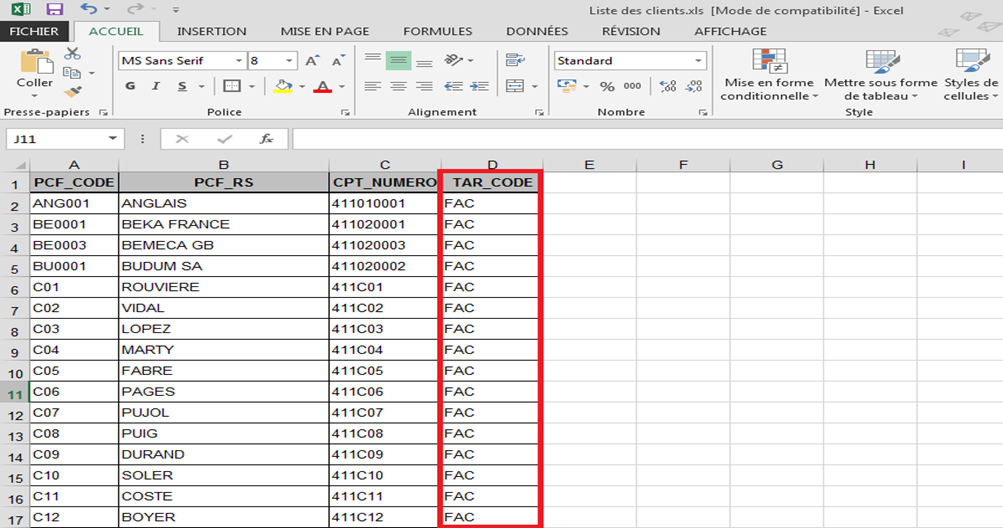 Liste des clients.xls [Mode de compatibilité] - Excel
FICHIER ACCUEIL INSERTION MISE EN PAGE FORMULES DONNÉES RÉVISION AFFICHAGE
Coller
MS Sans Serif 8
G I S
Standard
% 000
Mise en forme conditionnelle
Mettre sous forme de tableau
Styles de cellules
Presse-papiers Police Alignement Nombre Style
J11 fx
A B C D E F G H I
1 PCF_CODE PCF_RS CPT_NUMERO TAR_CODE
2 ANG001 ANGLAIS 411010001 FAC
3 BE0001 BEKA FRANCE 411020001 FAC
4 BE0003 BEMECA GB 411020003 FAC
5 BU0001 BUDUM SA 411020002 FAC
6 C01 ROUVIERE 411C01 FAC
7 C02 VIDAL 411C02 FAC
8 C03 LOPEZ 411C03 FAC
9 C04 MARTY 411C04 FAC
10 C05 FABRE 411C05 FAC
11 C06 PAGES 411C06 FAC
12 C07 PUJOL 411C07 FAC
13 C08 PUIG 411C08 FAC
14 C09 DURAND 411C09 FAC
15 C10 SOLER 411C10 FAC
16 C11 COSTE 411C11 FAC
17 C12 BOYER 411C12 FAC